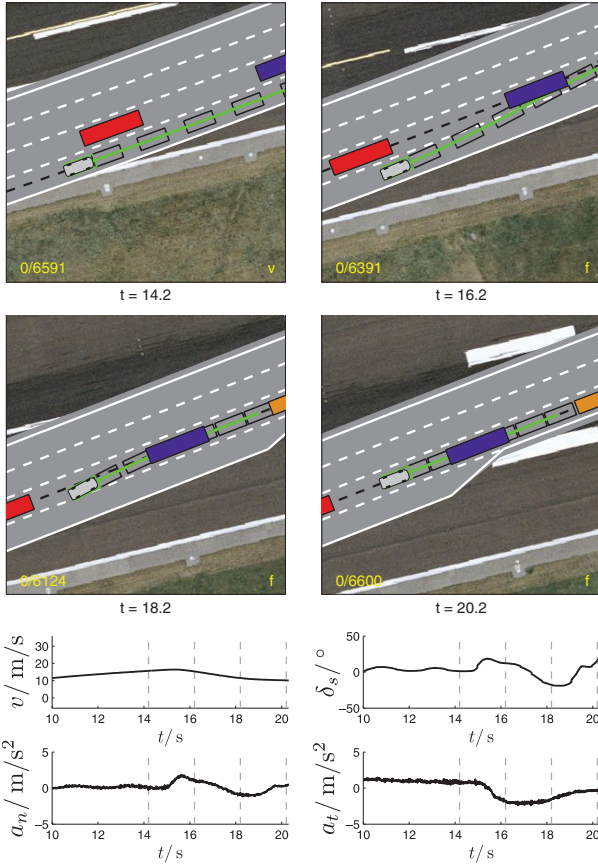 0/6591 v
0/6391 f
t = 14.2
t = 16.2
0/6124 f
0/6600 f
t = 18.2
t = 20.2
v/ m/s
30
20
10
0
10 12 14 16 18 20
t/ s
δₛ/ °
50
0
−50
10 12 14 16 18 20
t/ s
aₙ/ m/s²
5
0
−5
10 12 14 16 18 20
t/ s
aₜ/ m/s²
5
0
−5
10 12 14 16 18 20
t/ s